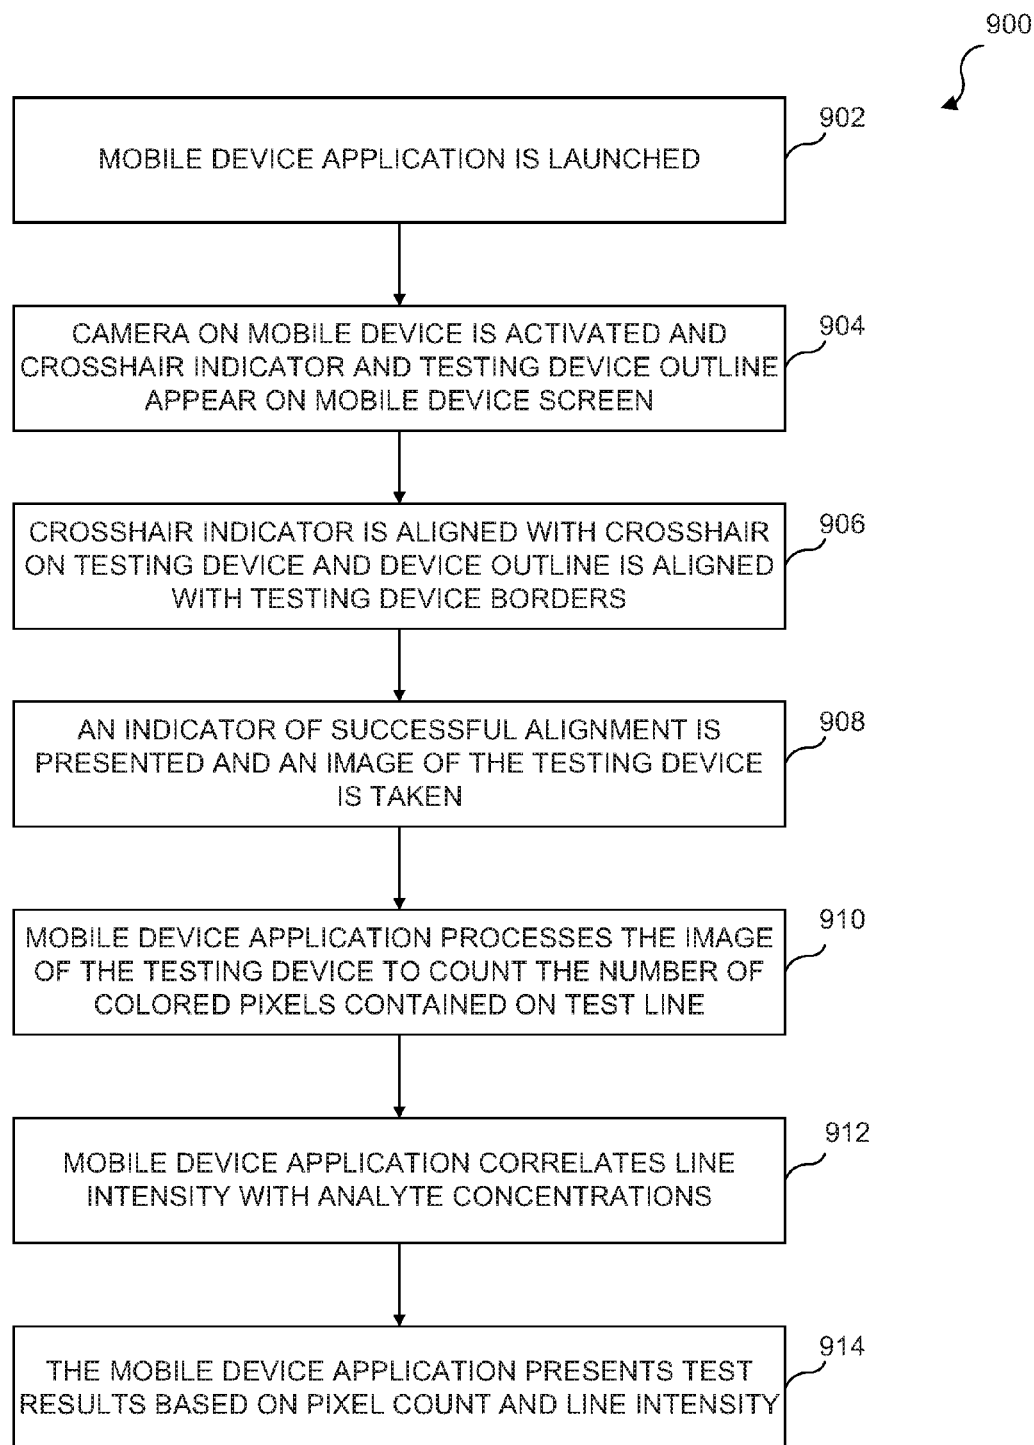 900
902
MOBILE DEVICE APPLICATION IS LAUNCHED
904
CAMERA ON MOBILE DEVICE IS ACTIVATED AND
CROSSHAIR INDICATOR AND TESTING DEVICE OUTLINE
APPEAR ON MOBILE DEVICE SCREEN
906
CROSSHAIR INDICATOR IS ALIGNED WITH CROSSHAIR
ON TESTING DEVICE AND DEVICE OUTLINE IS ALIGNED
WITH TESTING DEVICE BORDERS
908
AN INDICATOR OF SUCCESSFUL ALIGNMENT IS
PRESENTED AND AN IMAGE OF THE TESTING DEVICE
IS TAKEN
910
MOBILE DEVICE APPLICATION PROCESSES THE IMAGE
OF THE TESTING DEVICE TO COUNT THE NUMBER OF
COLORED PIXELS CONTAINED ON TEST LINE
912
MOBILE DEVICE APPLICATION CORRELATES LINE
INTENSITY WITH ANALYTE CONCENTRATIONS
914
THE MOBILE DEVICE APPLICATION PRESENTS TEST
RESULTS BASED ON PIXEL COUNT AND LINE INTENSITY